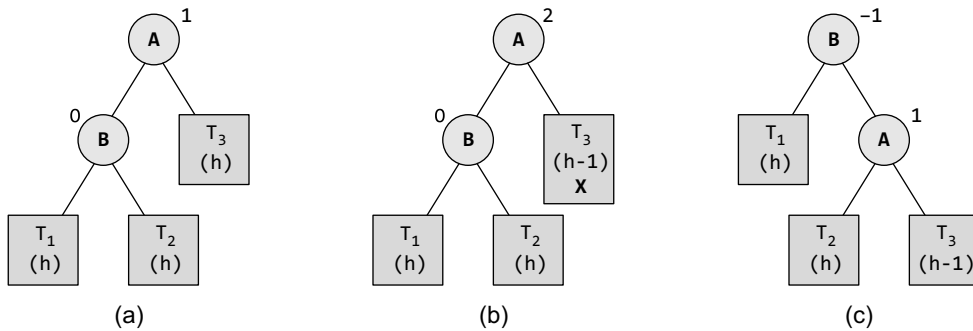 1
A
0
B
T₃
(h)
T₁
(h)
T₂
(h)
(a)
2
A
0
B
T₃
(h-1)
X
T₁
(h)
T₂
(h)
(b)
−1
B
T₁
(h)
1
A
T₂
(h)
T₃
(h-1)
(c)